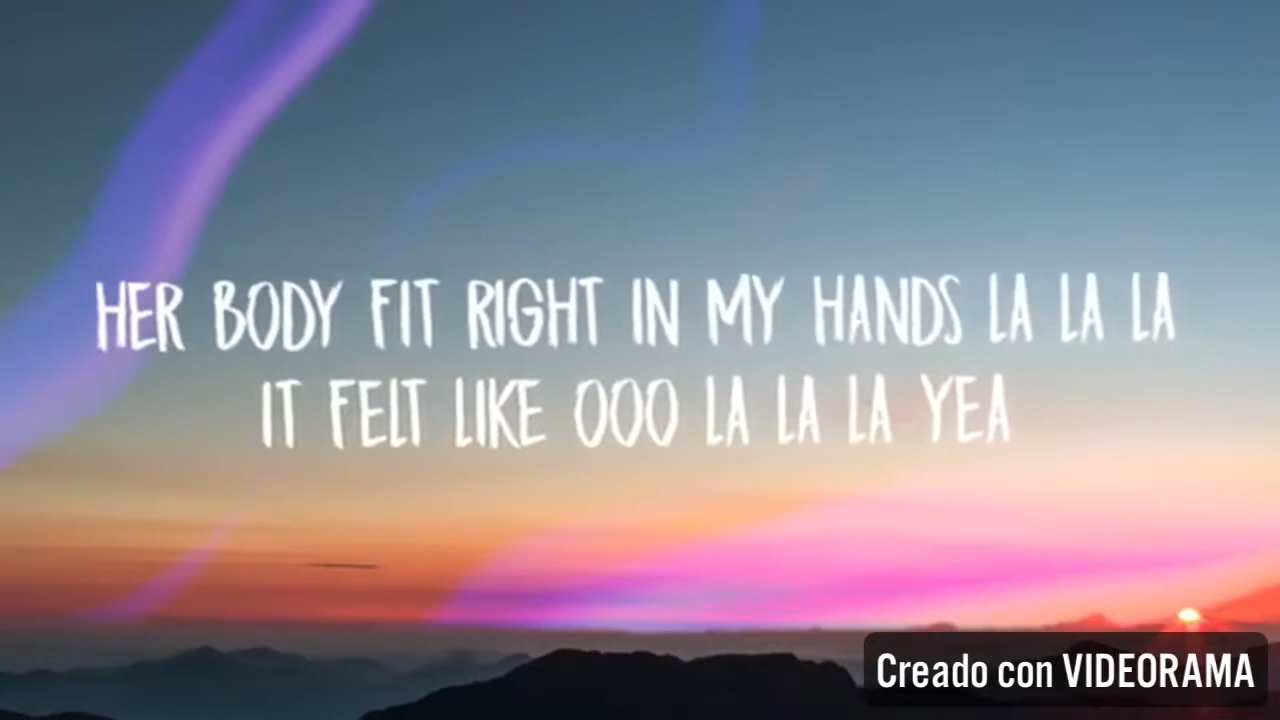 HER BODY FIT RIGHT IN MY HANDS LA LA LA
IT FELT LIKE OOO LA LA LA YEA
Creado con VIDEORAMA